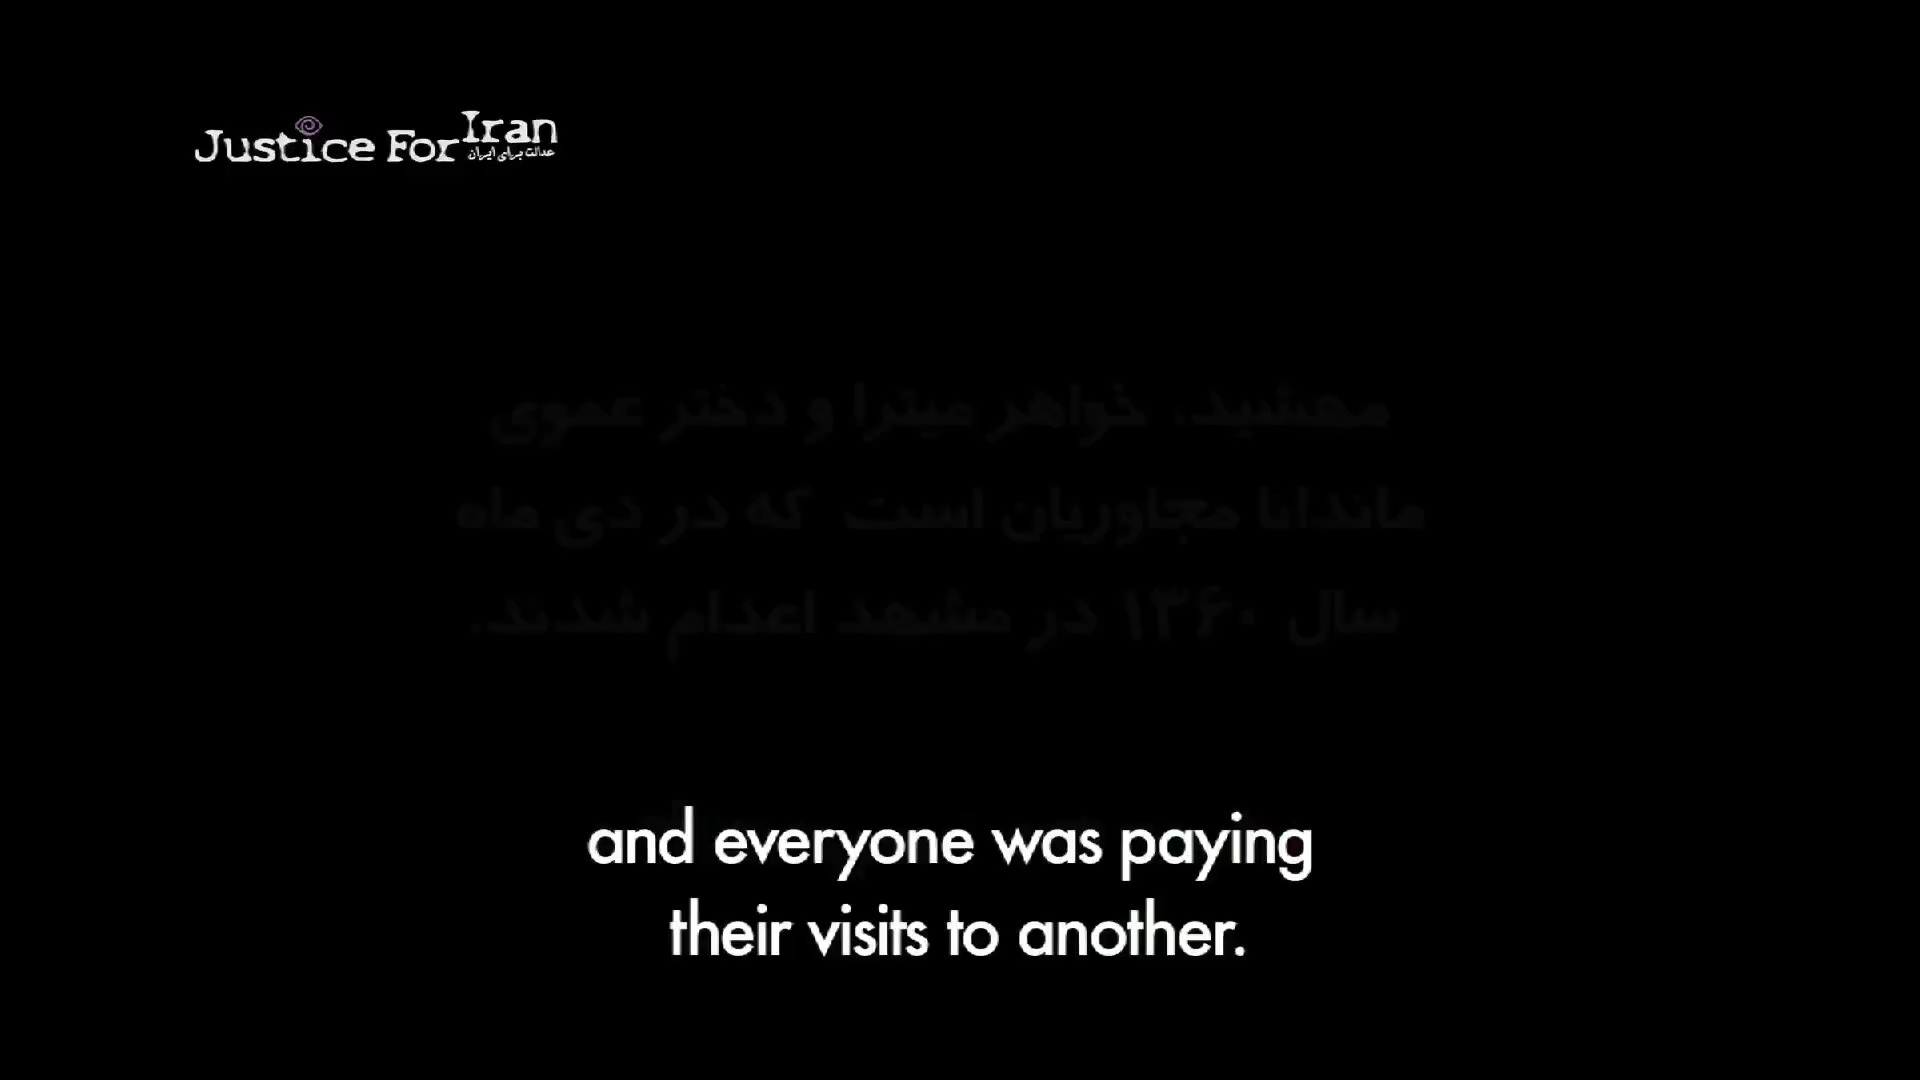 Justice For Iran
عدالت برای ایران
مهشید، خواهر میترا و دختر عموی
ماندانا مجاوریان است که در دی ماه
سال ۱۳۶۰ در مشهد اعدام شدند.
and everyone was paying
their visits to another.